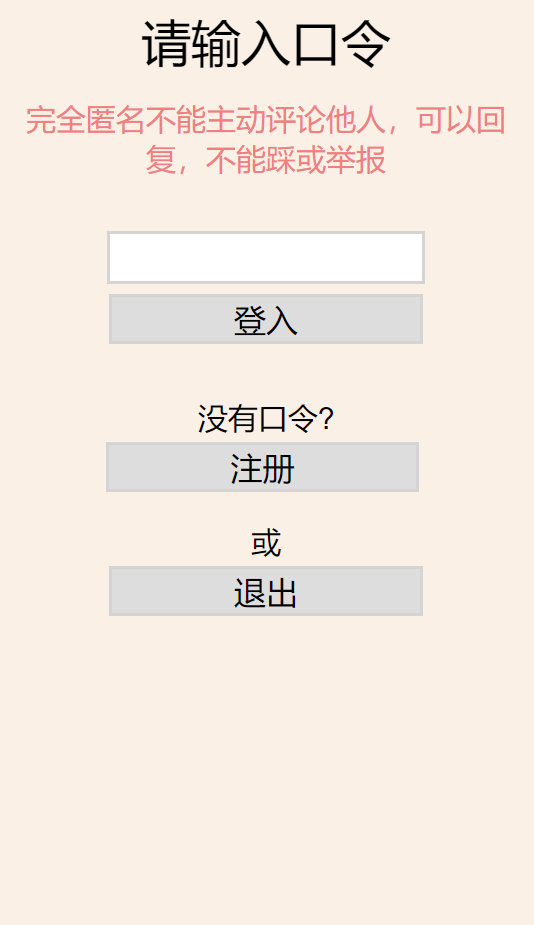 请输入口令
完全匿名不能主动评论他人，可以回
复，不能踩或举报
登入
没有口令?
注册
或
退出